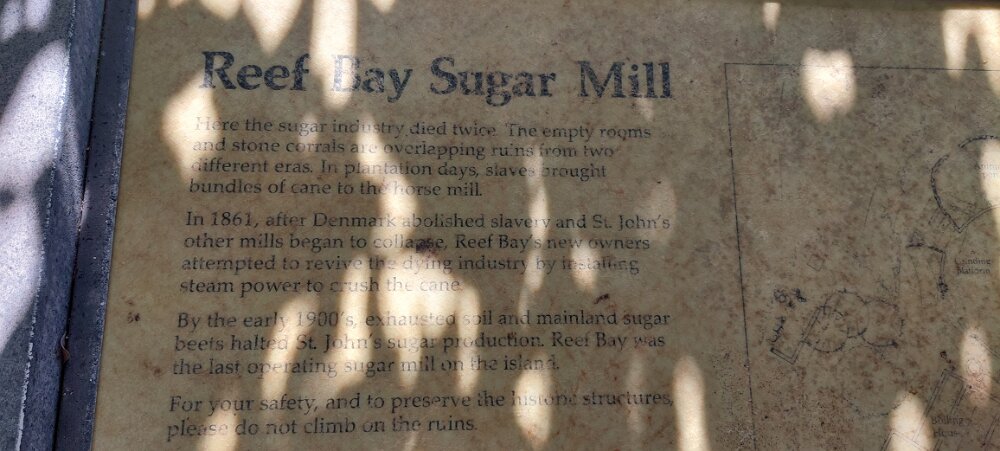 Reef Bay Sugar Mill
Here the sugar industry died twice. The empty rooms
and stone corrals are overlapping ruins from two
different eras. In plantation days, slaves brought
bundles of cane to the horse mill.
In 1861, after Denmark abolished slavery and St. John's
other mills began to collapse, Reef Bay's new owners
attempted to revive the dying industry by installing
steam power to crush the cane.
By the early 1900's, exhausted soil and mainland sugar
beets halted St. John's sugar production. Reef Bay was
the last operating sugar mill on the island.
For your safety, and to preserve the historic structures,
please do not climb on the ruins.
Platform
Boiling
House